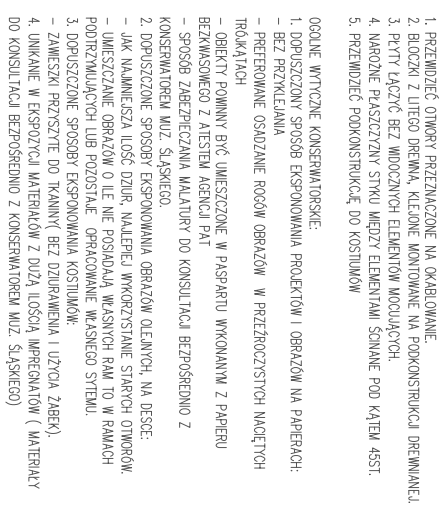 1. PRZEWIDZIEĆ OTWORY PRZEZNACZONE NA OKABLOWANIE.
2. BLOCZKI Z LITEGO DREWNA, KLEJONE MONTOWANE NA PODKONSTRUKCJI DREWNIANEJ.
3. PŁYTY ŁĄCZYĆ BEZ WIDOCZNYCH ELEMENTÓW MOCUJĄCYCH.
4. NAROŻNE PŁASZCZYZNY STYKU MIĘDZY ELEMENTAMI ŚCINANE POD KĄTEM 45ST.
5. PRZEWIDZIEĆ PODKONSTRUKCJĘ DO KOSTIUMÓW
OGÓLNE WYTYCZNE KONSERWATORSKIE:
1. DOPUSZCZONY SPOSÓB EKSPONOWANIA PROJEKTÓW I OBRAZÓW NA PAPIERACH:
- BEZ PRZYKLEJANIA
- PREFEROWANE OSADZANIE ROGÓW OBRAZÓW W PRZEŹROCZYSTYCH NACIĘTYCH
TRÓJKĄTACH
- OBIEKTY POWINNY BYĆ UMIESZCZONE W PASPARTU WYKONANYM Z PAPIERU
BEZKWASOWEGO Z ATESTEM AGENCJI PAT
- SPOSÓB ZABEZPIECZANIA MALATURY DO KONSULTACJI BEZPOŚREDNIO Z
KONSERWATOREM MUZ. ŚLĄSKIEGO.
2. DOPUSZCZONE SPOSOBY EKSPONOWANIA OBRAZÓW OLEJNYCH, NA DESCE:
- JAK NAJMNIEJSZA ILOŚĆ DZIUR, NAJLEPIEJ WYKORZYSTANIE STARYCH OTWORÓW.
- UMIESZCZANIE OBRAZÓW O ILE NIE POSIADAJĄ WŁASNYCH RAM TO W RAMACH
PODTRZYMUJĄCYCH LUB POZOSTAJE OPRACOWANIE WŁASNEGO SYTEMU.
3. DOPUSZCZONE SPOSOBY EKSPONOWANIA KOSTIUMÓW:
- ZAWIESZKI PRZYSZYTE DO TKANINY( BEZ DZIURAWIENIA I UŻYCIA ŻABEK).
4. UNIKANIE W EKSPOZYCJI MATERIAŁÓW Z DUŻĄ ILOŚCIĄ IMPREGNATÓW ( MATERIAŁY
DO KONSULTACJI BEZPOŚREDNIO Z KONSERWATOREM MUZ. ŚLĄSKIEGO)